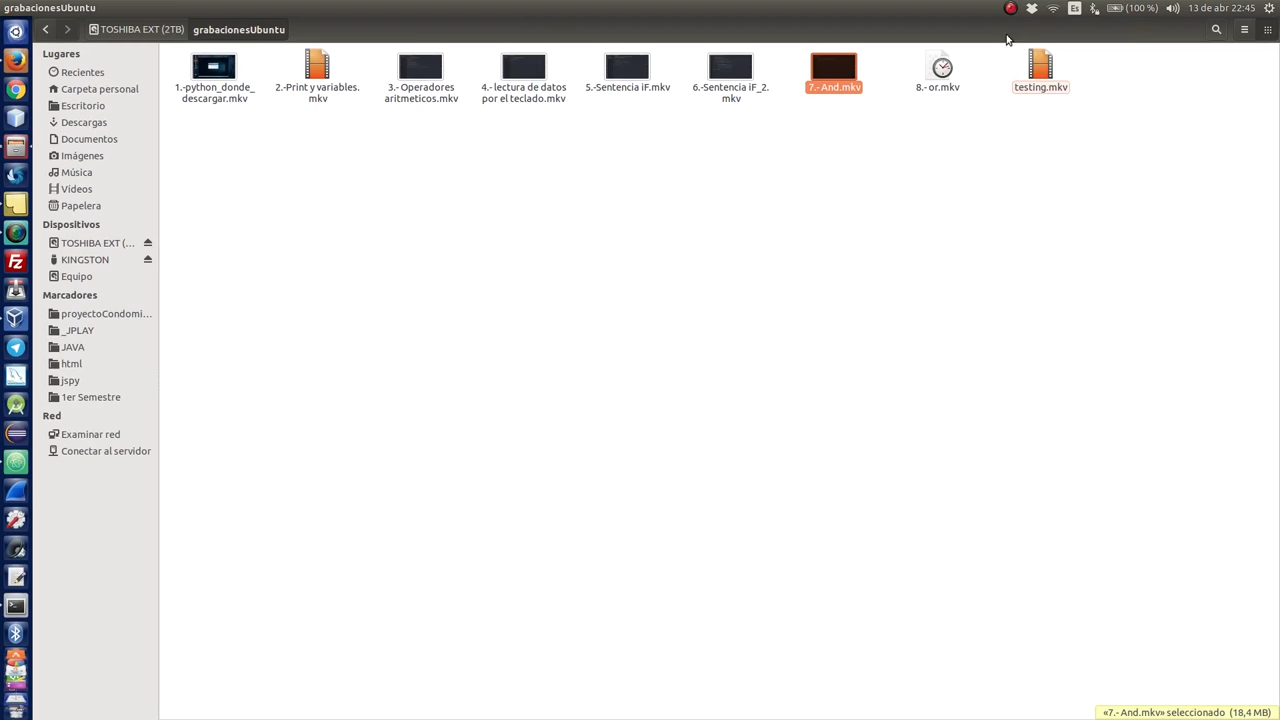 grabacionesUbuntu
Es
(100 %)
13 de abr 22:45
TOSHIBA EXT (2TB)
grabacionesUbuntu
Lugares
Recientes
Carpeta personal
Escritorio
Descargas
Documentos
Imágenes
Música
Vídeos
Papelera
Dispositivos
TOSHIBA EXT (…
KINGSTON
Equipo
Marcadores
proyectoCondomi…
_JPLAY
JAVA
html
jspy
1er Semestre
Red
Examinar red
Conectar al servidor
1.-python_donde_
descargar.mkv
2.-Print y variables.
mkv
3.- Operadores
aritmeticos.mkv
4.- lectura de datos
por el teclado.mkv
5.-Sentencia iF.mkv
6.-Sentencia iF_2.
mkv
7.- And.mkv
8.- or.mkv
testing.mkv
«7.- And.mkv» seleccionado (18,4 MB)